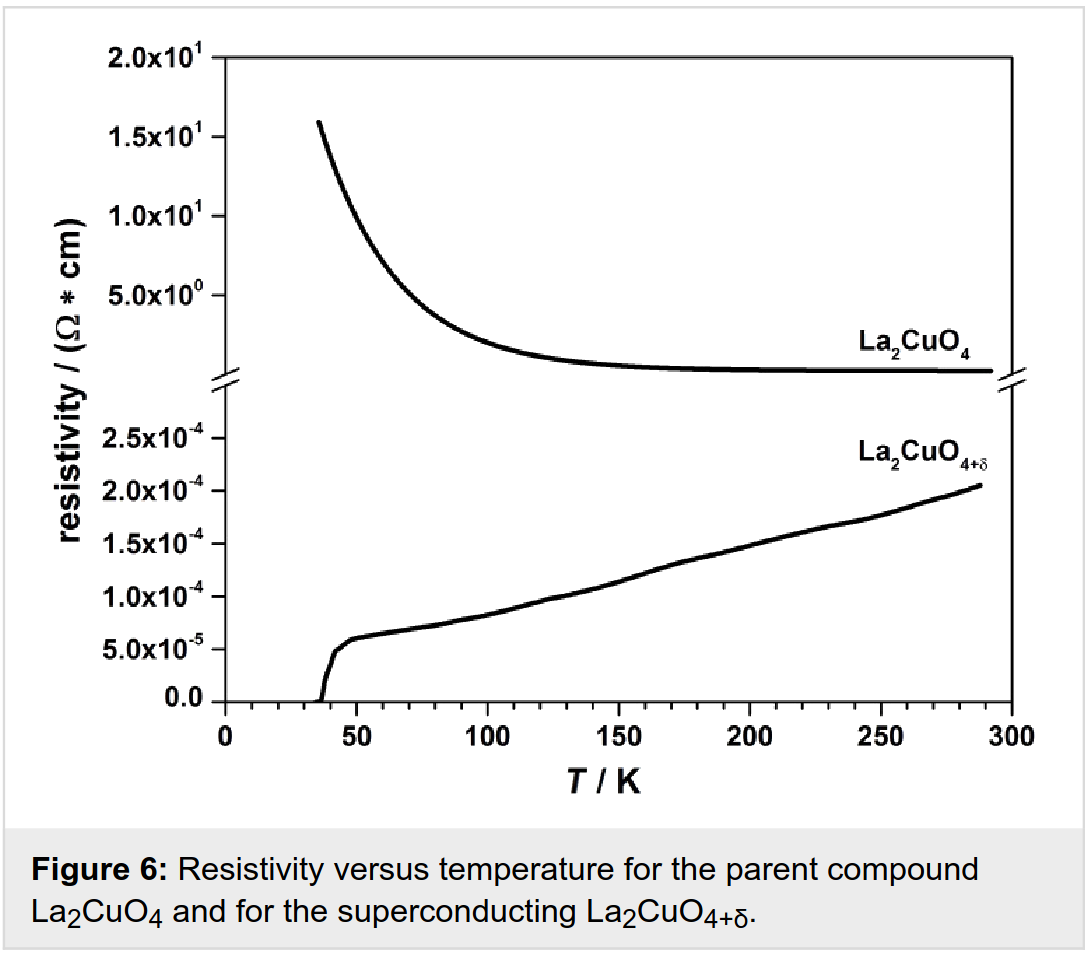 2.0x10¹
1.5x10¹
1.0x10¹
5.0x10⁰
La₂CuO₄
resistivity / (Ω * cm)
2.5x10⁻⁴
La₂CuO₄₊δ
2.0x10⁻⁴
1.5x10⁻⁴
1.0x10⁻⁴
5.0x10⁻⁵
0.0
0 50 100 150 200 250 300
T / K
Figure 6: Resistivity versus temperature for the parent compound
La₂CuO₄ and for the superconducting La₂CuO₄₊δ.